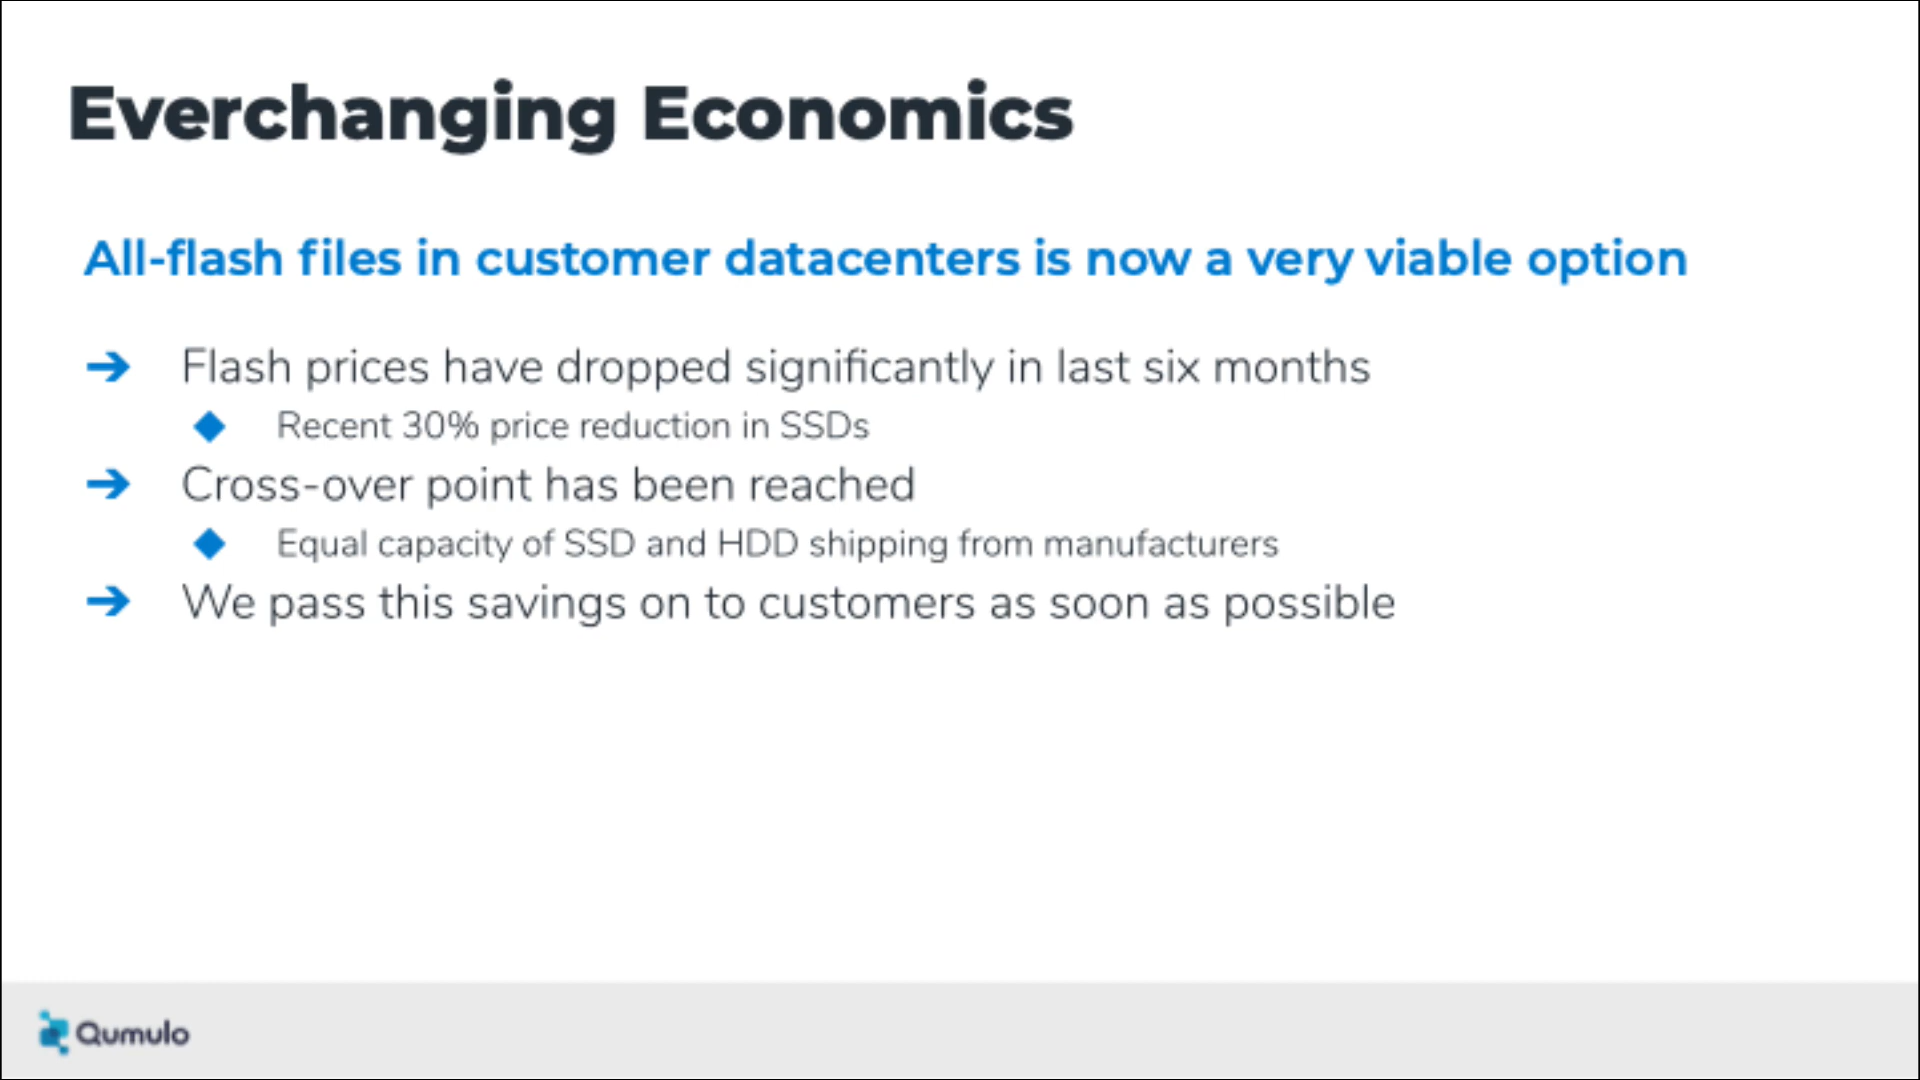 Everchanging Economics
All-flash files in customer datacenters is now a very viable option
Flash prices have dropped significantly in last six months
Recent 30% price reduction in SSDs
Cross-over point has been reached
Equal capacity of SSD and HDD shipping from manufacturers
We pass this savings on to customers as soon as possible
Qumulo